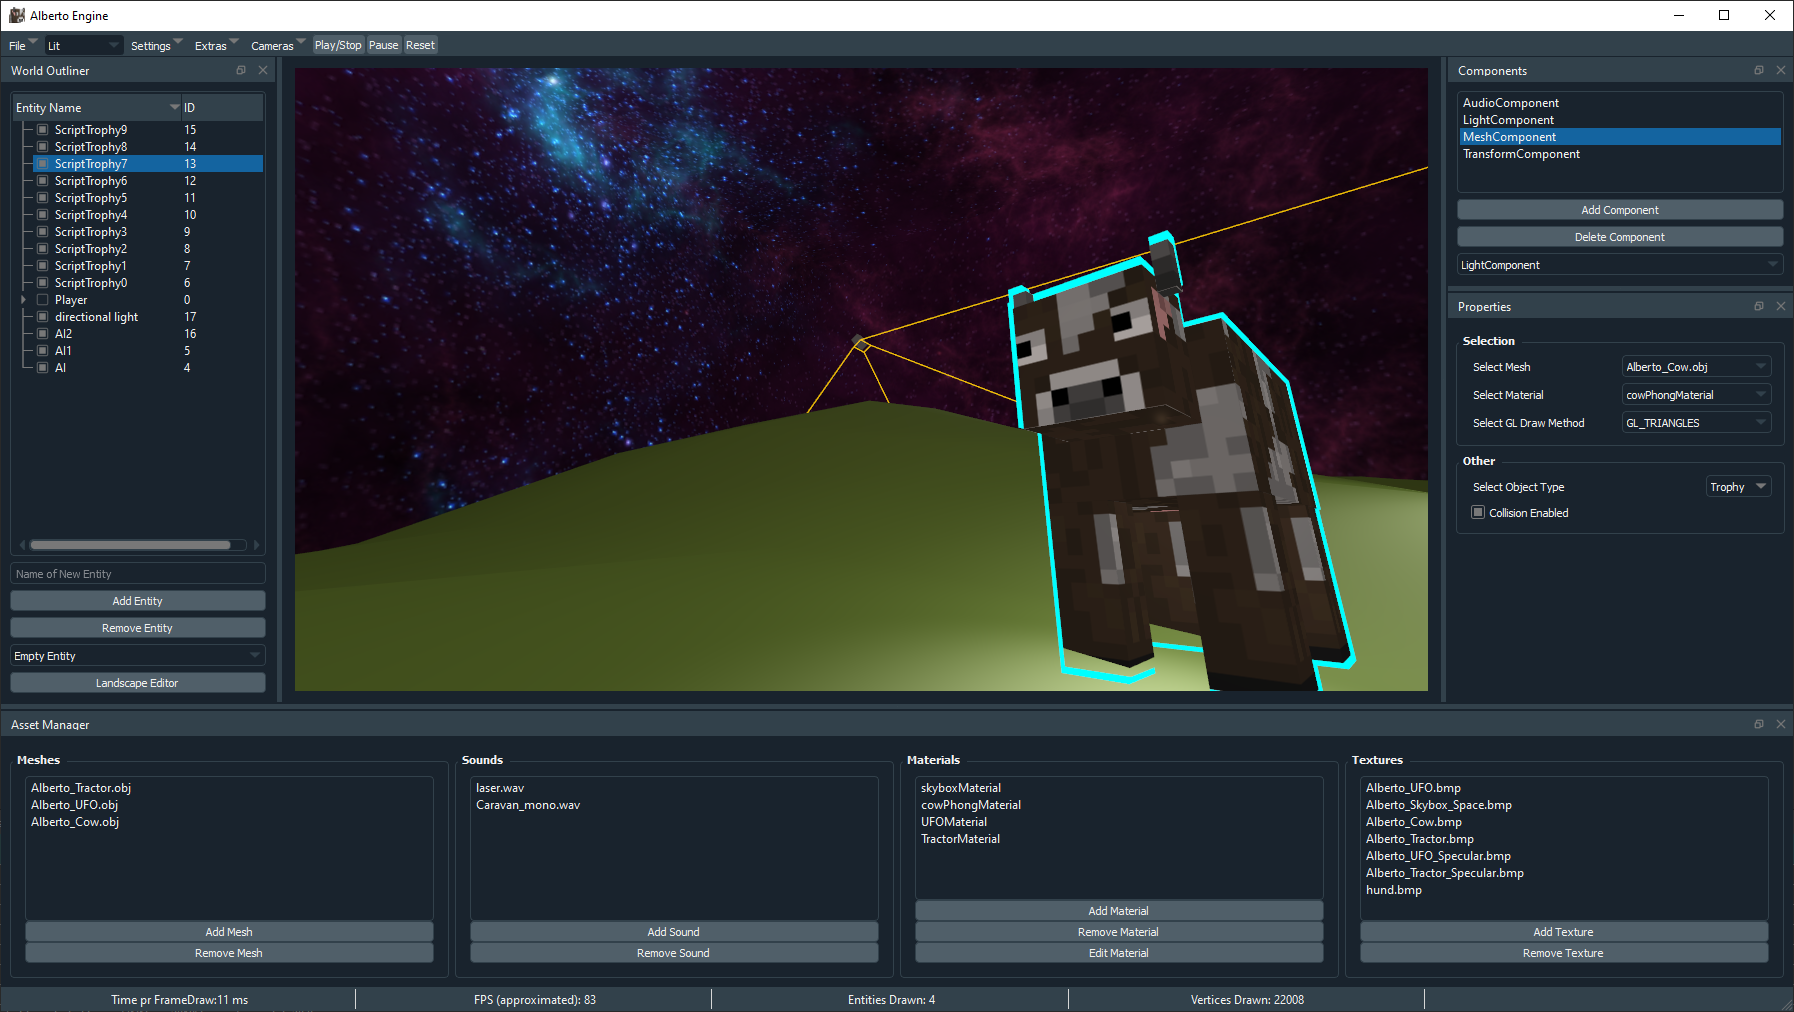 Alberto Engine
File Lit Settings Extras Cameras Play/Stop Pause Reset
World Outliner
Entity Name ID
ScriptTrophy9 15
ScriptTrophy8 14
ScriptTrophy7 13
ScriptTrophy6 12
ScriptTrophy5 11
ScriptTrophy4 10
ScriptTrophy3 9
ScriptTrophy2 8
ScriptTrophy1 7
ScriptTrophy0 6
Player 0
directional light 17
AI2 16
AI1 5
AI 4
Name of New Entity
Add Entity
Remove Entity
Empty Entity
Landscape Editor
Components
AudioComponent
LightComponent
MeshComponent
TransformComponent
Add Component
Delete Component
LightComponent
Properties
Selection
Select Mesh Alberto_Cow.obj
Select Material cowPhongMaterial
Select GL Draw Method GL_TRIANGLES
Other
Select Object Type Trophy
Collision Enabled
Asset Manager
Meshes
Alberto_Tractor.obj
Alberto_UFO.obj
Alberto_Cow.obj
Add Mesh
Remove Mesh
Sounds
laser.wav
Caravan_mono.wav
Add Sound
Remove Sound
Materials
skyboxMaterial
cowPhongMaterial
UFOMaterial
TractorMaterial
Add Material
Remove Material
Edit Material
Textures
Alberto_UFO.bmp
Alberto_Skybox_Space.bmp
Alberto_Cow.bmp
Alberto_Tractor.bmp
Alberto_UFO_Specular.bmp
Alberto_Tractor_Specular.bmp
hund.bmp
Add Texture
Remove Texture
Time pr FrameDraw:11 ms FPS (approximated): 83 Entities Drawn: 4 Vertices Drawn: 22008